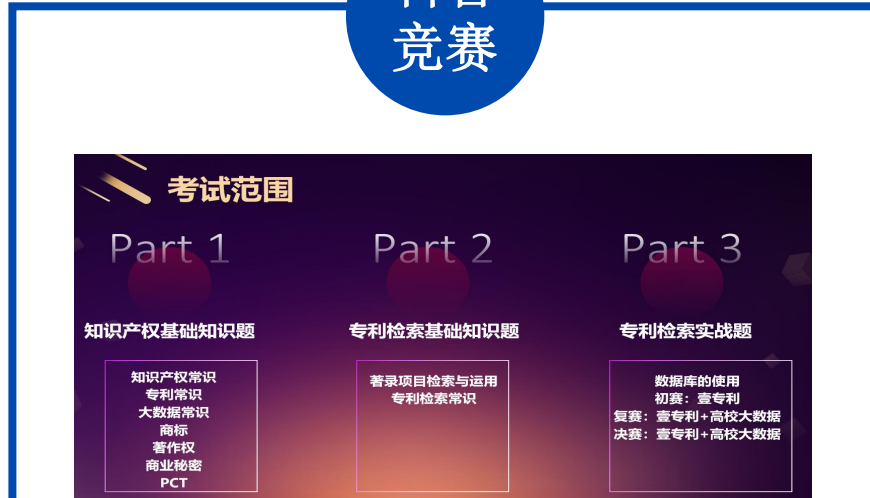 竞赛
考试范围
Part 1
Part 2
Part 3
知识产权基础知识题
专利检索基础知识题
专利检索实战题
知识产权常识
专利常识
大数据常识
商标
著作权
商业秘密
PCT
著录项目检索与运用
专利检索常识
数据库的使用
初赛：壹专利
复赛：壹专利+高校大数据
决赛：壹专利+高校大数据